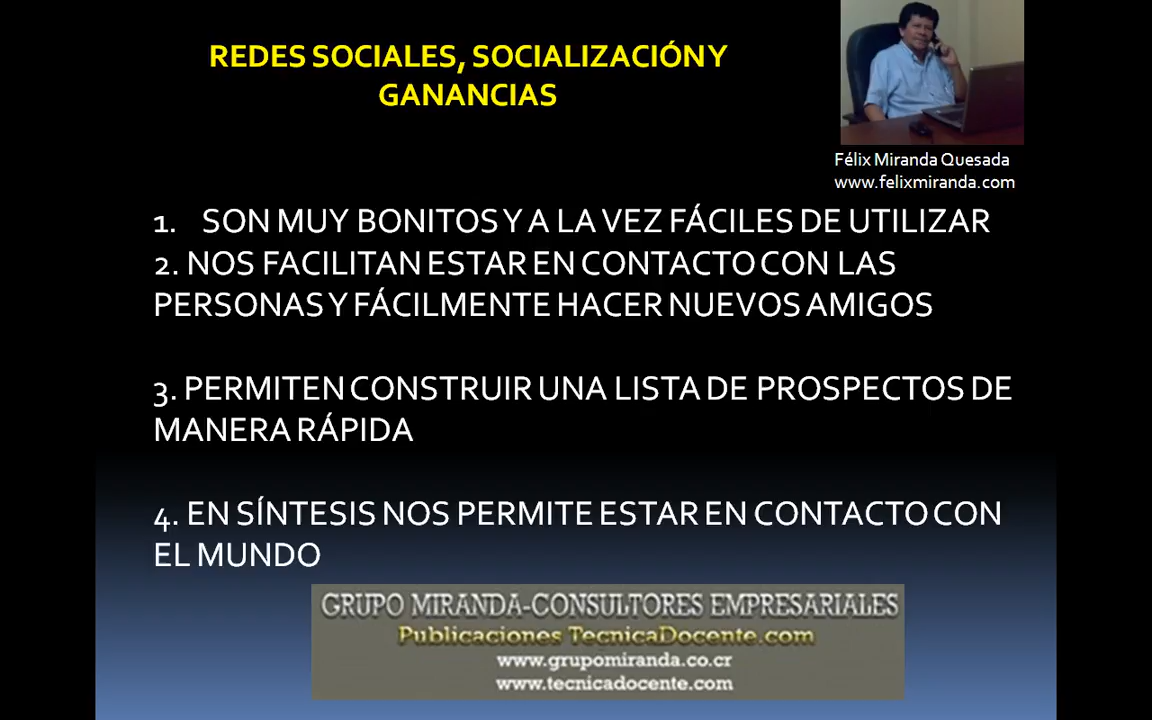 REDES SOCIALES, SOCIALIZACIÓN Y
GANANCIAS
Félix Miranda Quesada
www.felixmiranda.com
1. SON MUY BONITOS Y A LA VEZ FÁCILES DE UTILIZAR
2. NOS FACILITAN ESTAR EN CONTACTO CON LAS
PERSONAS Y FÁCILMENTE HACER NUEVOS AMIGOS
3. PERMITEN CONSTRUIR UNA LISTA DE PROSPECTOS DE
MANERA RÁPIDA
4. EN SÍNTESIS NOS PERMITE ESTAR EN CONTACTO CON
EL MUNDO
GRUPO MIRANDA-CONSULTORES EMPRESARIALES
Publicaciones TecnicaDocente.com
www.grupomiranda.co.cr
www.tecnicadocente.com